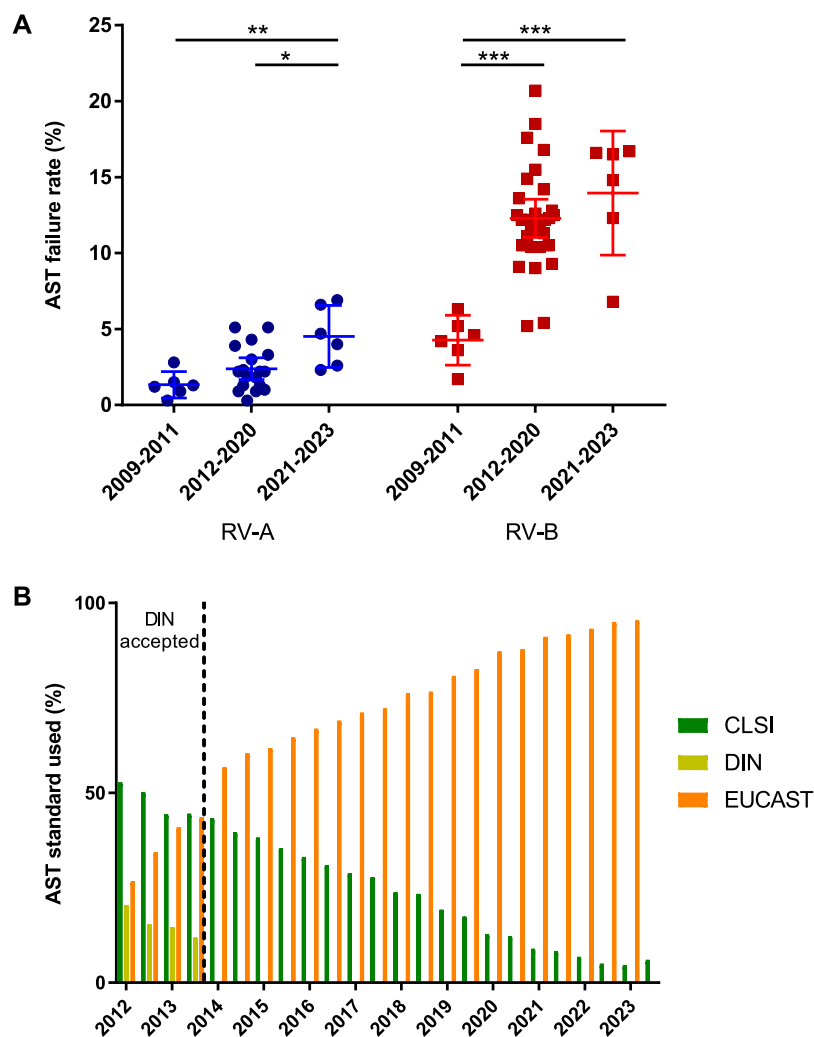 A
AST failure rate (%)
25
20
15
10
5
0
**
*
***
***
2009-2011
2012-2020
2021-2023
2009-2011
2012-2020
2021-2023
RV-A
RV-B
B
AST standard used (%)
100
50
0
DIN
accepted
CLSI
DIN
EUCAST
2012
2013
2014
2015
2016
2017
2018
2019
2020
2021
2022
2023